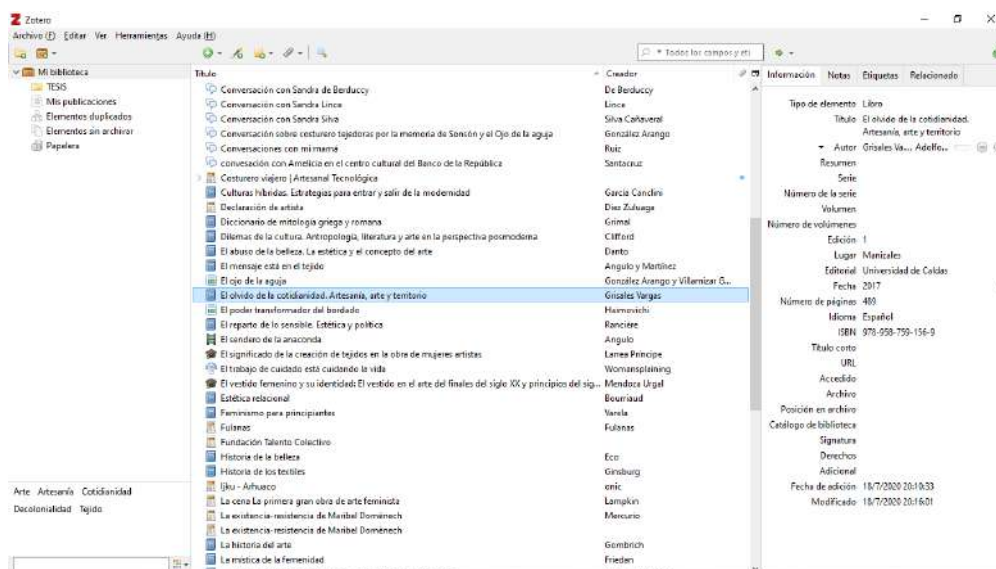 Zotero
Archivo (F) Editar Ver Herramientas Ayuda (H)
Todos los campos y eti
Mi biblioteca
TESIS
Mis publicaciones
Elementos duplicados
Elementos sin archivar
Papelera
Título Creador
Conversación con Sandra de Berduccy De Berduccy
Conversación con Sandra Lince Lince
Conversación con Sandra Silva Silva Cañaveral
Conversación sobre costurero tejedoras por la memoria de Sonsón y el Ojo de la aguja González Arango
Conversaciones con mi mamá Ruiz
convesación con Amelicia en el centro cultural del Banco de la República Santacruz
Costurero viajero | Artesanal Tecnológica
Culturas híbridas. Estrategias para entrar y salir de la modernidad García Canclini
Declaración de artista Diez Zuluaga
Diccionario de mitología griega y romana Grimal
Dilemas de la cultura. Antropología, literatura y arte en la perspectiva posmoderna Clifford
El abuso de la belleza. La estética y el concepto del arte Danto
El mensaje está en el tejido Angulo y Martínez
El ojo de la aguja González Arango y Villamizar G...
El olvido de la cotidianidad. Artesanía, arte y territorio Grisales Vargas
El poder transformador del bordado Haimovichi
El reparto de lo sensible. Estética y política Rancière
El sendero de la anaconda Angulo
El significado de la creación de tejidos en la obra de mujeres artistas Larrea Príncipe
El trabajo de cuidado está cuidando la vida Womansplaining
El vestido femenino y su identidad: El vestido en el arte del finales del siglo XX y principios del sig... Mendoza Urgal
Estética relacional Bourriaud
Feminismo para principiantes Varela
Fulanas Fulanas
Fundación Talento Colectivo
Historia de la belleza Eco
Historia de los textiles Ginsburg
Ijku - Arhuaco onic
La cena La primera gran obra de arte feminista Lampkin
La existencia-resistencia de Maribel Doménech Mercurio
La existencia-resistencia de Maribel Doménech
La historia del arte Gombrich
La mística de la femenidad Friedan
Arte Artesanía Cotidianidad
Decolonialidad Tejido
Información Notas Etiquetas Relacionado
Tipo de elemento Libro
Título El olvido de la cotidianidad.
Artesanía, arte y territorio
Autor Grisales Va..., Adolfo...
Resumen
Serie
Número de la serie
Volumen
Número de volúmenes
Edición 1
Lugar Manizales
Editorial Universidad de Caldas
Fecha 2017
Número de páginas 489
Idioma Español
ISBN 978-958-759-156-9
Título corto
URL
Accedido
Archivo
Posición en archivo
Catálogo de biblioteca
Signatura
Derechos
Adicional
Fecha de adición 18/7/2020 20:10:33
Modificado 18/7/2020 20:16:01